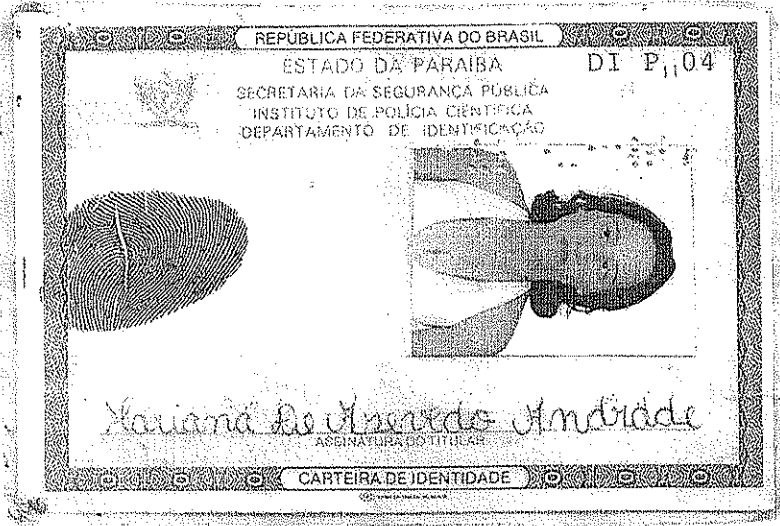 REPÚBLICA FEDERATIVA DO BRASIL
ESTADO DA PARAÍBA
DI P,,04
SECRETARIA DA SEGURANÇA PÚBLICA
INSTITUTO DE POLÍCIA CIENTÍFICA
DEPARTAMENTO DE IDENTIFICAÇÃO
Mariana De Azevedo Andrade
ASSINATURA DO TITULAR
CARTEIRA DE IDENTIDADE